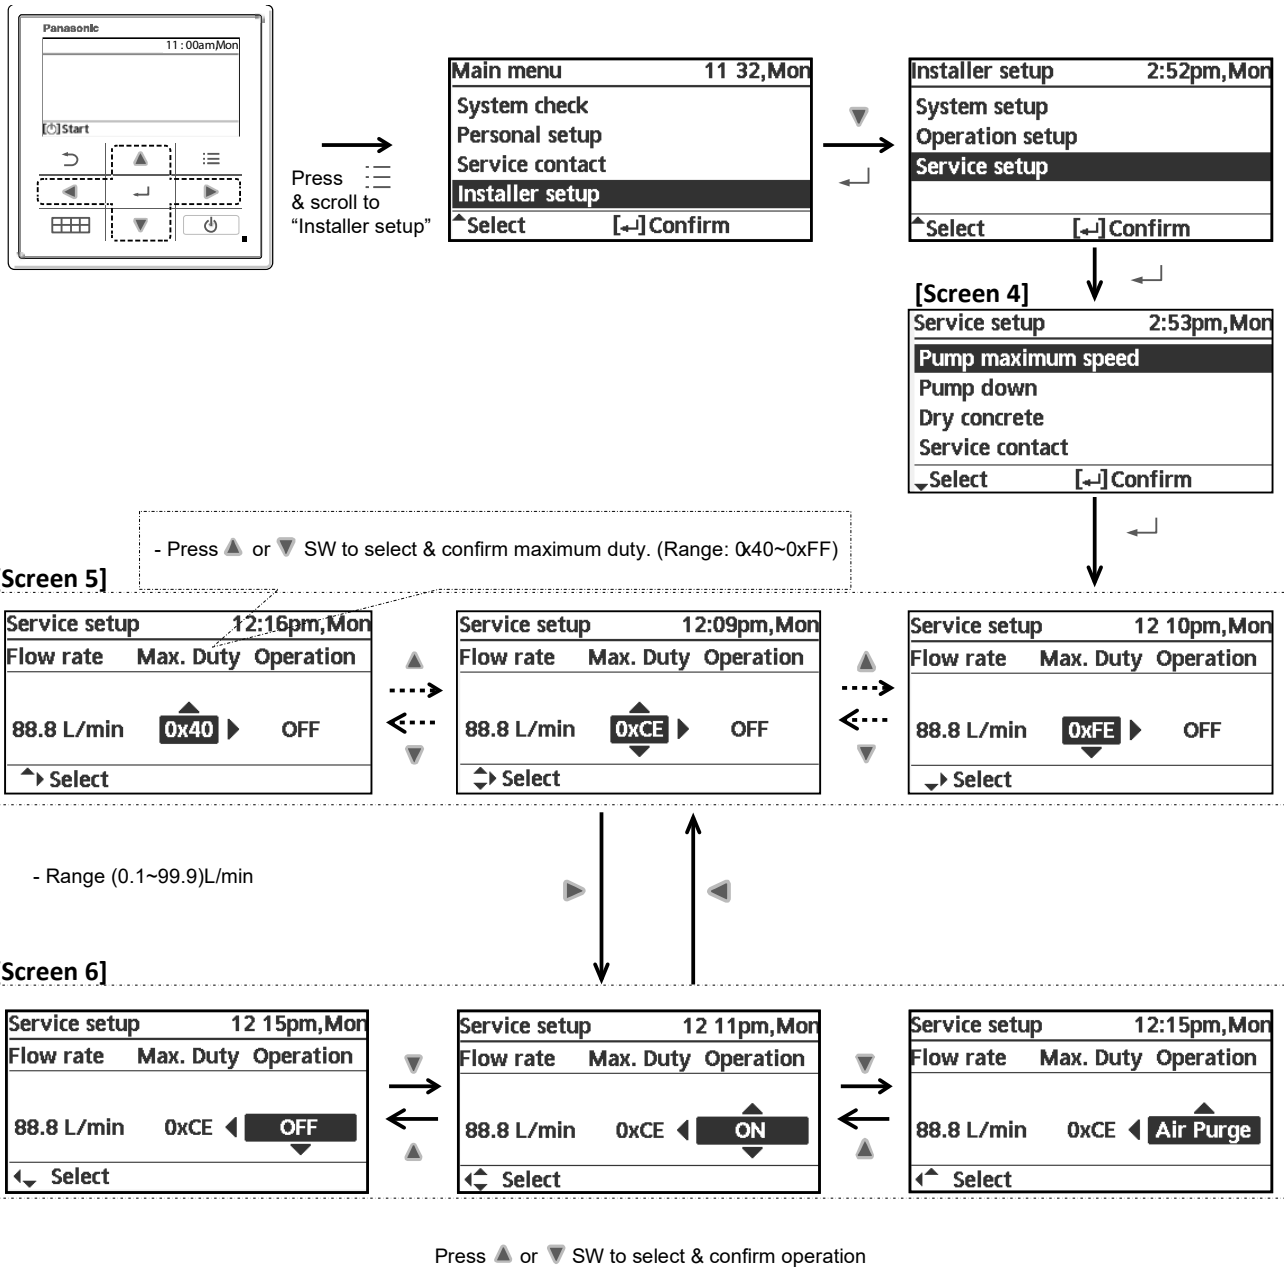 Panasonic
11:00am,Mon
[⏻]Start
Press
& scroll to
“Installer setup”
Main menu 11 32,Mon
System check
Personal setup
Service contact
Installer setup
Select [↵]Confirm
Installer setup 2:52pm,Mon
System setup
Operation setup
Service setup
Select [↵]Confirm
[Screen 4]
Service setup 2:53pm,Mon
Pump maximum speed
Pump down
Dry concrete
Service contact
Select [↵]Confirm
- Press ▲ or ▼ SW to select & confirm maximum duty. (Range: 0x40~0xFF)
Screen 5]
Service setup 12:16pm,Mon
Flow rate Max. Duty Operation
88.8 L/min 0x40 OFF
Select
Service setup 12:09pm,Mon
Flow rate Max. Duty Operation
88.8 L/min 0xCE OFF
Select
Service setup 12 10pm,Mon
Flow rate Max. Duty Operation
88.8 L/min 0xFE OFF
Select
- Range (0.1~99.9)L/min
Screen 6]
Service setup 12 15pm,Mon
Flow rate Max. Duty Operation
88.8 L/min 0xCE OFF
Select
Service setup 12 11pm,Mon
Flow rate Max. Duty Operation
88.8 L/min 0xCE ON
Select
Service setup 12:15pm,Mon
Flow rate Max. Duty Operation
88.8 L/min 0xCE Air Purge
Select
Press ▲ or ▼ SW to select & confirm operation